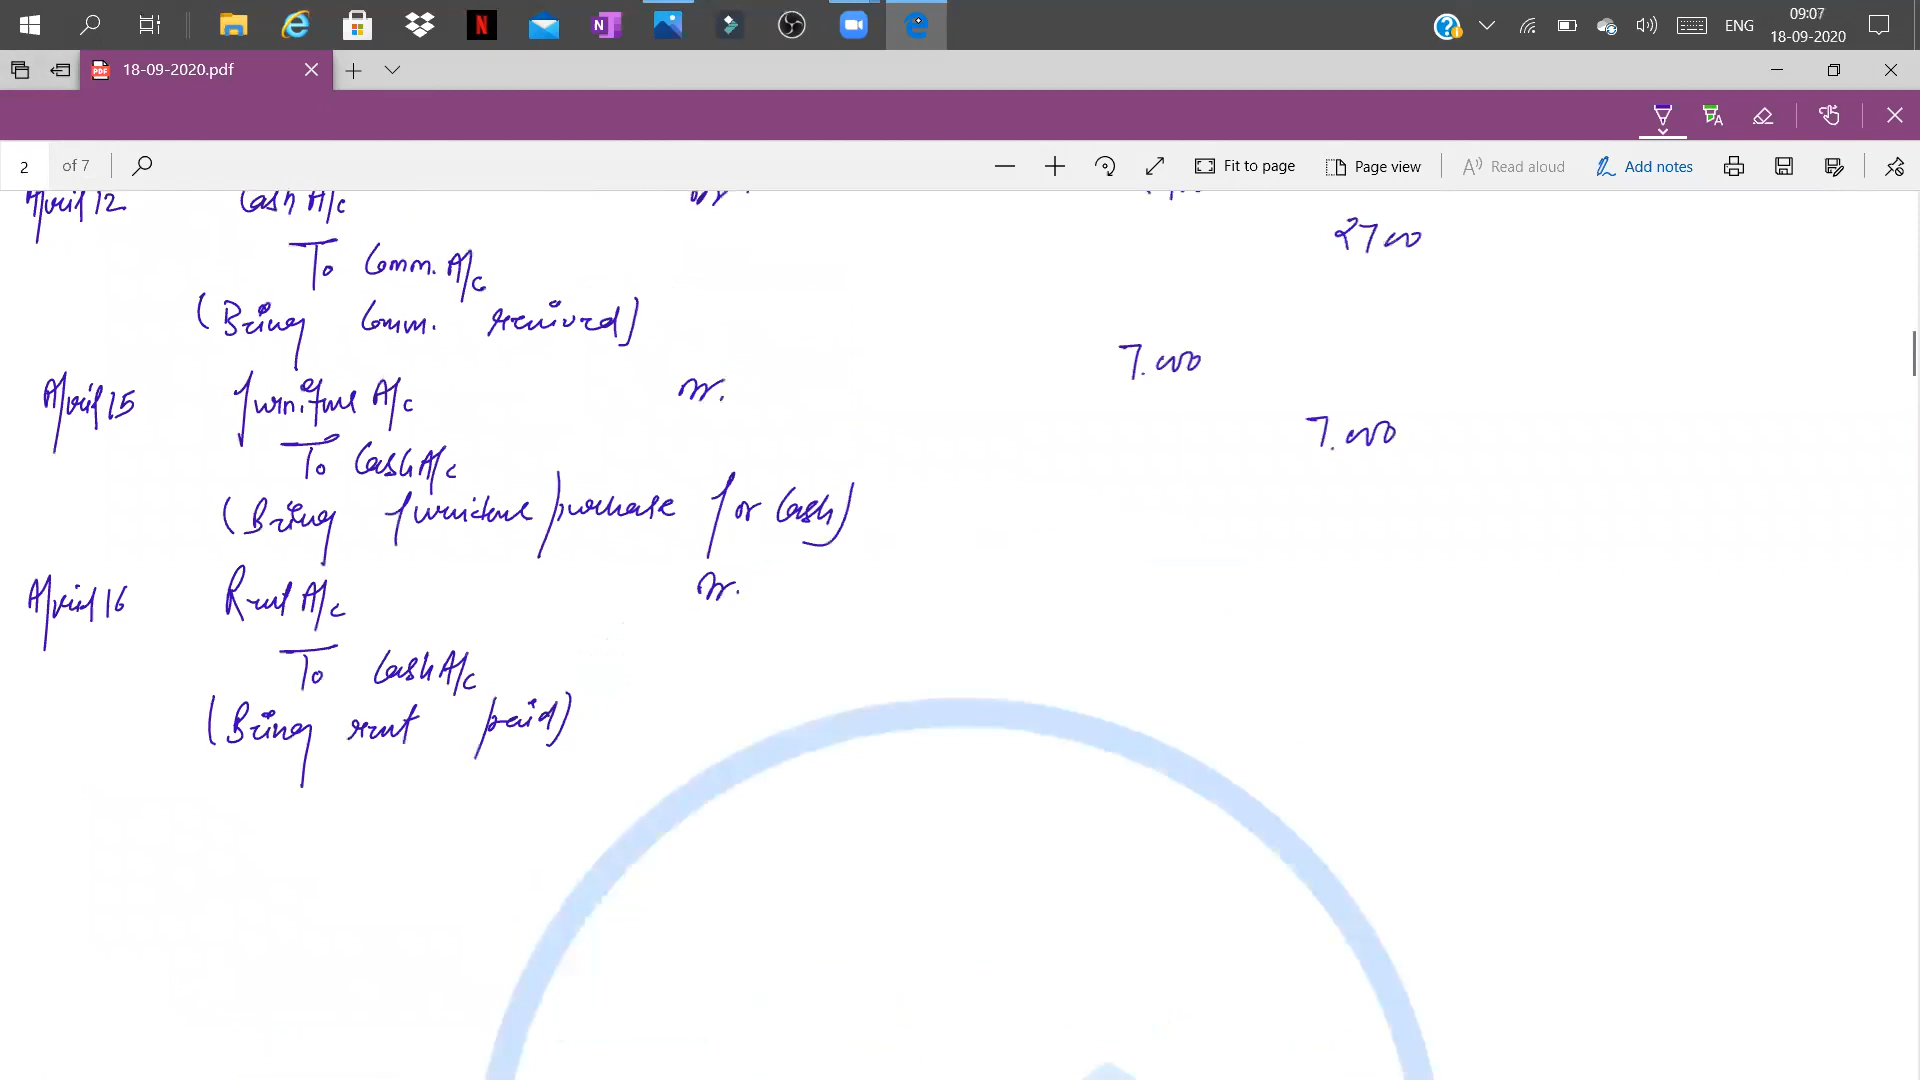 09:07
ENG
18-09-2020
18-09-2020.pdf
2 of 7
Fit to page
Page view
Read aloud
Add notes
April 12 Cash A/c Dr.
2700
To Comm. A/c
(Being Comm. received)
7.000
April 15 furniture A/c Dr.
7.000
To Cash A/c
(Being furniture purchase for Cash)
April 16 Rent A/c Dr.
To Cash A/c
(Being rent paid)